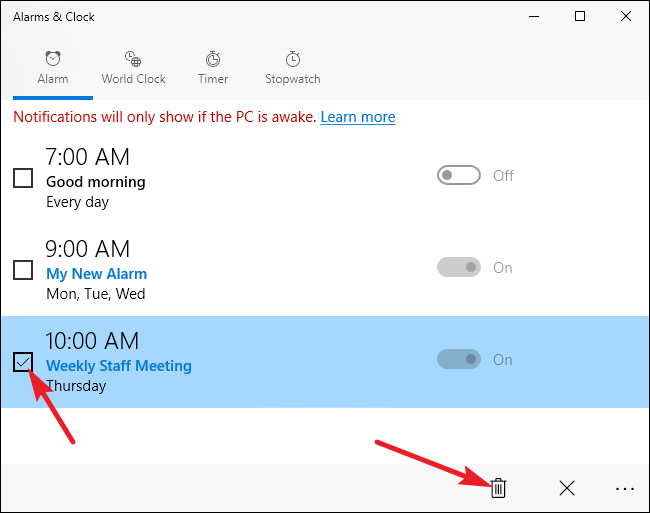 Alarms & Clock
Alarm World Clock Timer Stopwatch
Notifications will only show if the PC is awake. Learn more
7:00 AM
Good morning
Every day
Off
9:00 AM
My New Alarm
Mon, Tue, Wed
On
10:00 AM
Weekly Staff Meeting
Thursday
On